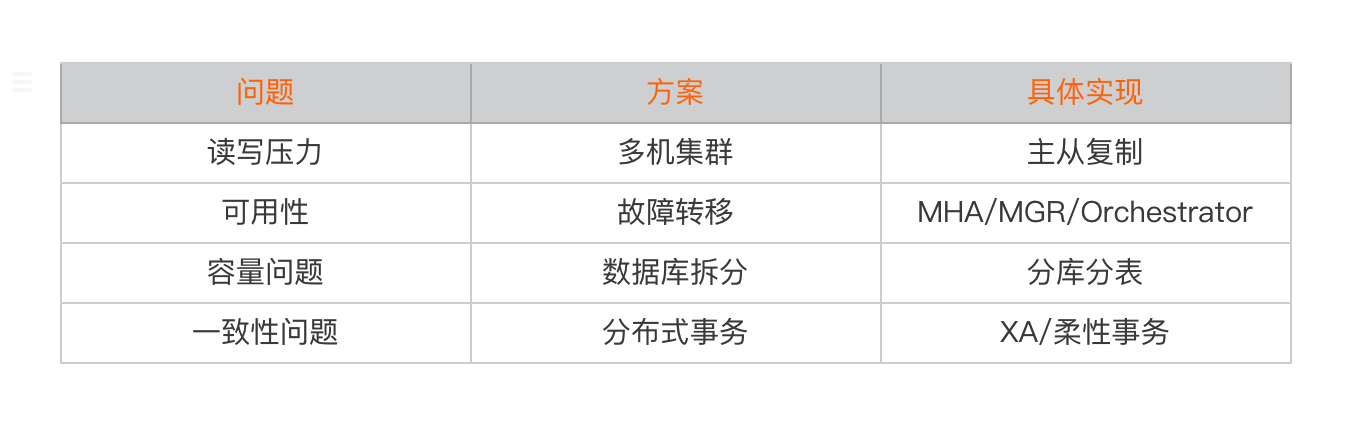 问题 方案 具体实现
读写压力 多机集群 主从复制
可用性 故障转移 MHA/MGR/Orchestrator
容量问题 数据库拆分 分库分表
一致性问题 分布式事务 XA/柔性事务